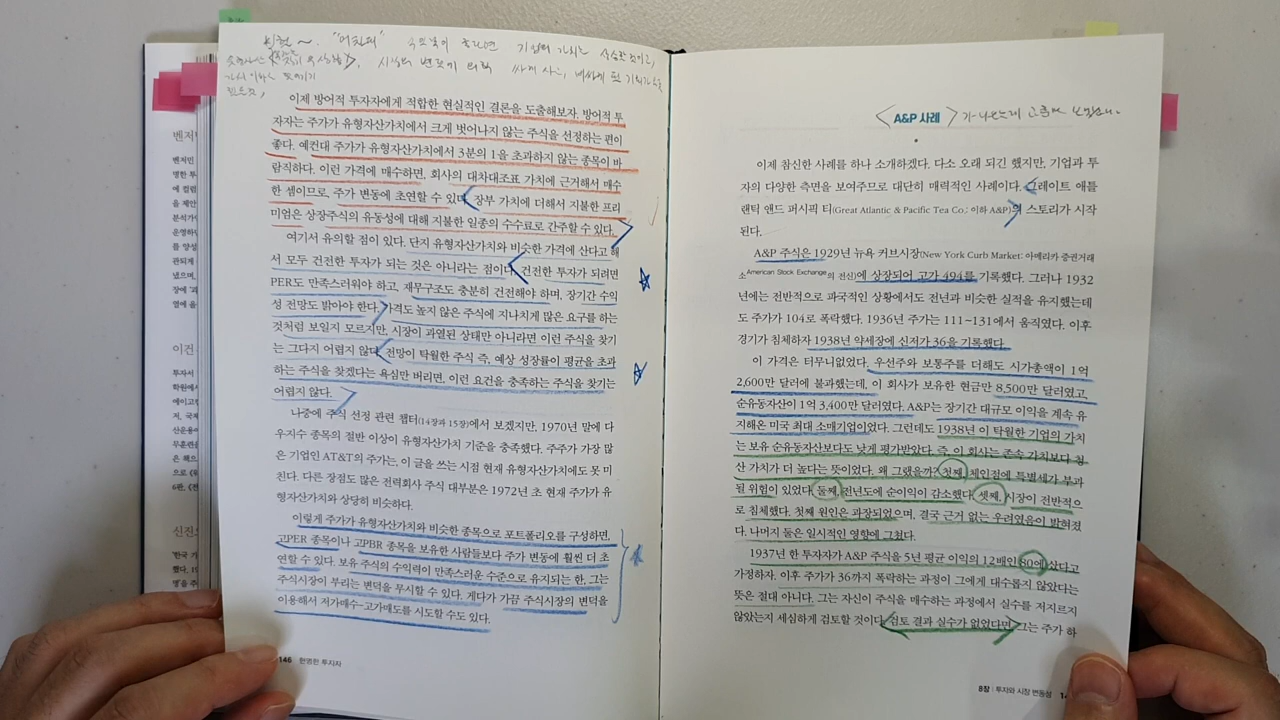 이제 방어적 투자자에게 적합한 현실적인 결론을 도출해보자. 방어적 투
자자는 주가가 유형자산가치에서 크게 벗어나지 않는 주식을 선정하는 편이
좋다. 예컨대 주가가 유형자산가치에서 3분의 1을 초과하지 않는 종목이 바
람직하다. 이런 가격에 매수하면, 회사의 대차대조표 가치에 근거해서 매수
한 셈이므로, 주가 변동에 초연할 수 있다. 장부 가치에 더해서 지불한 프리
미엄은 상장주식의 유동성에 대해 지불한 일종의 수수료로 간주할 수 있다.
여기서 유의할 점이 있다. 단지 유형자산가치와 비슷한 가격에 산다고 해
서 모두 건전한 투자가 되는 것은 아니라는 점이다. 건전한 투자가 되려면
PER도 만족스러워야 하고, 재무구조도 충분히 건전해야 하며, 장기간 수익
성 전망도 밝아야 한다. 가격도 높지 않은 주식에 지나치게 많은 요구를 하는
것처럼 보일지 모르지만, 시장이 과열된 상태만 아니라면 이런 주식을 찾기
는 그다지 어렵지 않다. 전망이 탁월한 주식 즉, 예상 성장률이 평균을 초과
하는 주식을 찾겠다는 욕심만 버리면, 이런 요건을 충족하는 주식을 찾기는
어렵지 않다.
나중에 주식 선정 관련 챕터(14장과 15장)에서 보겠지만, 1970년 말에 다
우지수 종목의 절반 이상이 유형자산가치 기준을 충족했다. 주주가 가장 많
은 기업인 AT&T의 주가는, 이 글을 쓰는 시점 현재 유형자산가치에도 못 미
친다. 다른 장점도 많은 전력회사 주식 대부분은 1972년 초 현재 주가가 유
형자산가치와 상당히 비슷하다.
이렇게 주가가 유형자산가치와 비슷한 종목으로 포트폴리오를 구성하면,
고PER 종목이나 고PBR 종목을 보유한 사람들보다 주가 변동에 훨씬 더 초
연할 수 있다. 보유 주식의 수익력이 만족스러운 수준으로 유지되는 한, 그는
주식시장이 부리는 변덕을 무시할 수 있다. 게다가 가끔 주식시장의 변덕을
이용해서 저가매수-고가매도를 시도할 수도 있다.
146 현명한 투자자
A&P 사례
이제 참신한 사례를 하나 소개하겠다. 다소 오래 되긴 했지만, 기업과 투
자의 다양한 측면을 보여주므로 대단히 매력적인 사례이다. 그레이트 애틀
랜틱 앤드 퍼시픽 티(Great Atlantic & Pacific Tea Co.; 이하 A&P)의 스토리가 시작
된다.
A&P 주식은 1929년 뉴욕 커브시장(New York Curb Market: 아메리카 증권거래
소American Stock Exchange의 전신)에 상장되어 고가 494를 기록했다. 그러나 1932
년에는 전반적으로 파국적인 상황에서도 전년과 비슷한 실적을 유지했는데
도 주가가 104로 폭락했다. 1936년 주가는 111~131에서 움직였다. 이후
경기가 침체하자 1938년 약세장에 신저가 36을 기록했다.
이 가격은 터무니없었다. 우선주와 보통주를 더해도 시가총액이 1억
2,600만 달러에 불과했는데, 이 회사가 보유한 현금만 8,500만 달러였고,
순유동자산이 1억 3,400만 달러였다. A&P는 장기간 대규모 이익을 계속 유
지해온 미국 최대 소매기업이었다. 그런데도 1938년 이 탁월한 기업의 가치
는 보유 순유동자산보다도 낮게 평가받았다. 즉 이 회사는 존속 가치보다 청
산 가치가 더 높다는 뜻이었다. 왜 그랬을까? 첫째, 체인점에 특별세가 부과
될 위험이 있었다. 둘째, 전년도에 순이익이 감소했다. 셋째, 시장이 전반적으
로 침체했다. 첫째 원인은 과장되었으며, 결국 근거 없는 우려였음이 밝혀졌
다. 나머지 둘은 일시적인 영향에 그쳤다.
1937년 한 투자자가 A&P 주식을 5년 평균 이익의 12배인 80에 샀다고
가정하자. 이후 주가가 36까지 폭락하는 과정이 그에게 대수롭지 않았다는
뜻은 절대 아니다. 그는 자신이 주식을 매수하는 과정에서 실수를 저지르지
않았는지 세심하게 검토할 것이다. 검토 결과 실수가 없었다면, 그는 주가 하
8장 | 투자와 시장 변동성